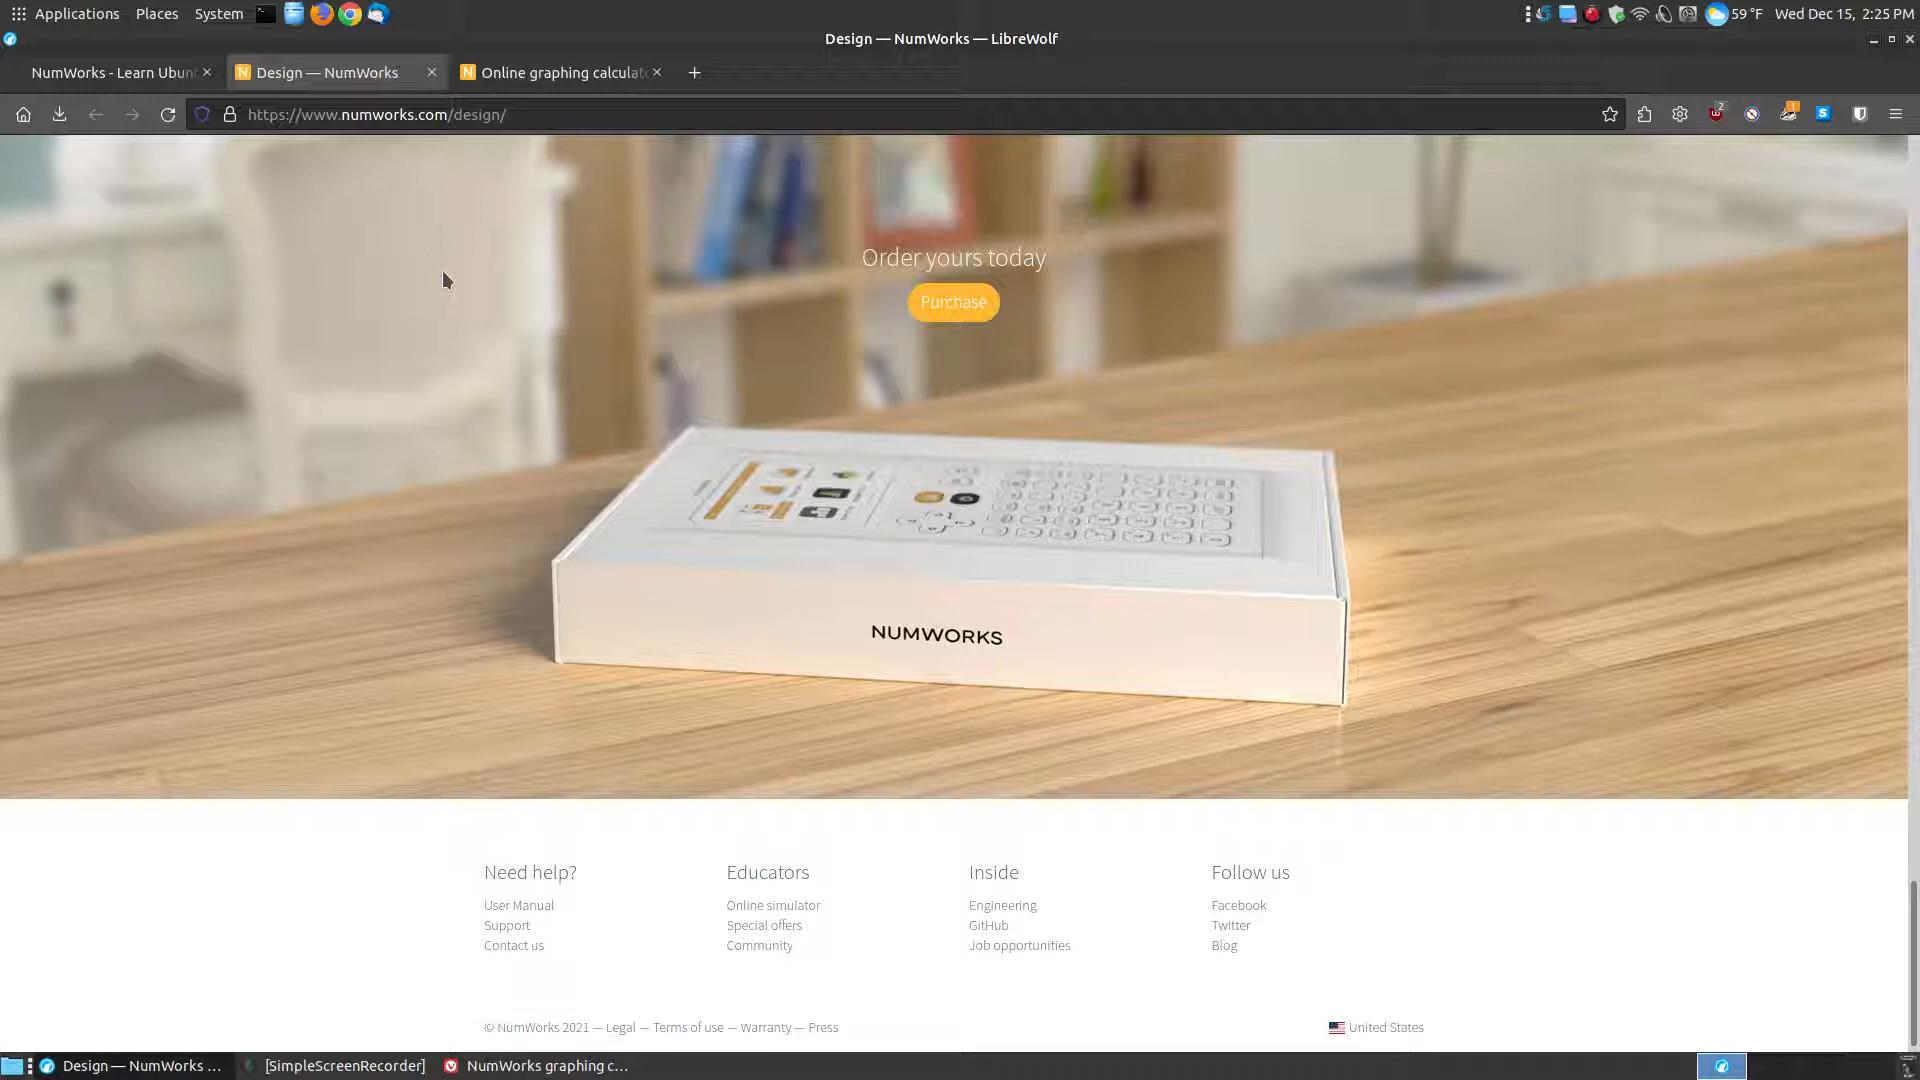 Applications Places System 59 °F Wed Dec 15, 2:25 PM
Design — NumWorks — LibreWolf
NumWorks - Learn Ubun
Design — NumWorks
Online graphing calculat
https://www.numworks.com/design/
2
Order yours today
Purchase
NUMWORKS
Need help?
User Manual
Support
Contact us
Educators
Online simulator
Special offers
Community
Inside
Engineering
GitHub
Job opportunities
Follow us
Facebook
Twitter
Blog
© NumWorks 2021 — Legal — Terms of use — Warranty — Press
United States
Design — NumWorks ...
[SimpleScreenRecorder]
NumWorks graphing c...